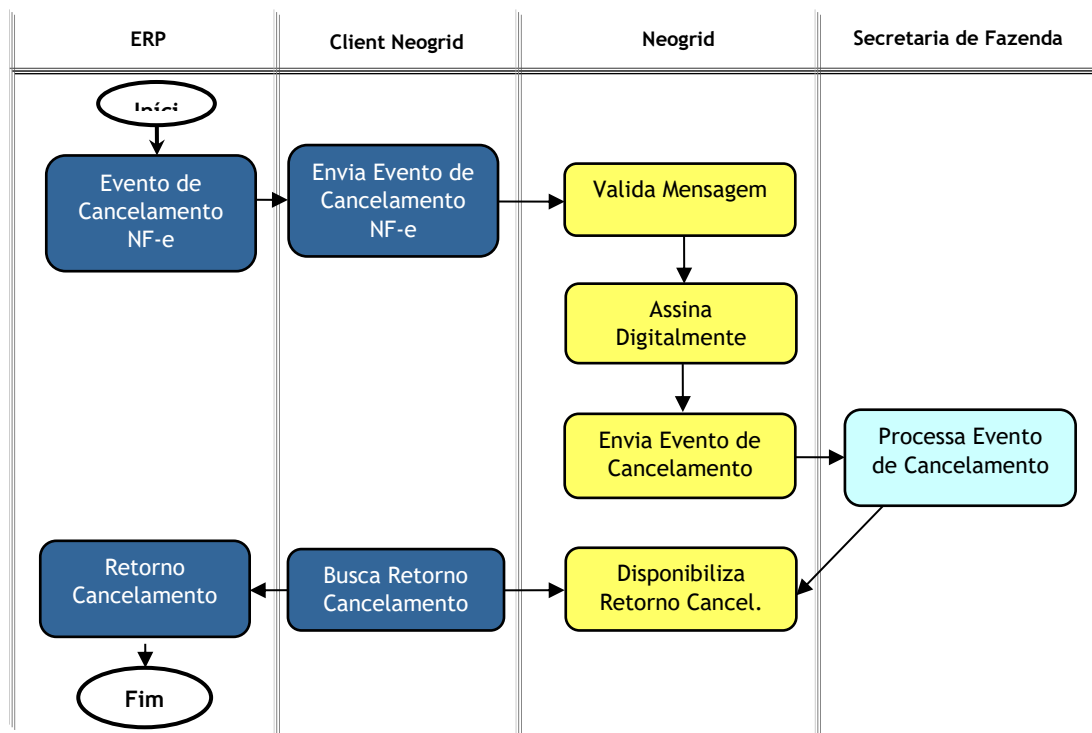 ERP
Client Neogrid
Neogrid
Secretaria de Fazenda
Iníci
Evento de
Cancelamento
NF-e
Envia Evento de
Cancelamento
NF-e
Valida Mensagem
Assina
Digitalmente
Envia Evento de
Cancelamento
Processa Evento
de Cancelamento
Retorno
Cancelamento
Busca Retorno
Cancelamento
Disponibiliza
Retorno Cancel.
Fim